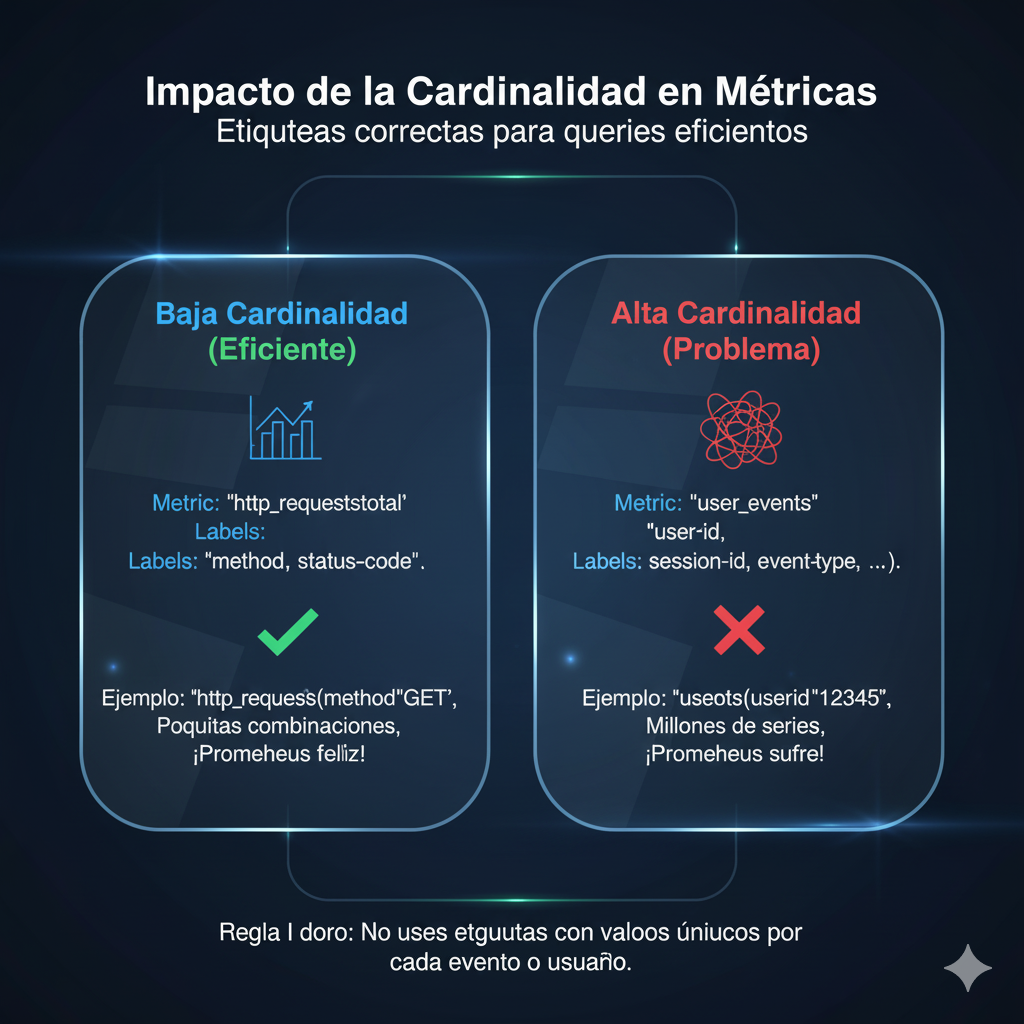 Impacto de la Cardinalidad en Métricas
Etiquteas correctas para queries eficientos
Baja Cardinalidad
(Eficiente)
Metric: "http_requeststotal'
Labels:
Labels: "method, status-code".
Ejemplo: "http_requess(method"GET',
Poquitas combinaciones,
¡Promeheus feliz!
Alta Cardinalidad
(Problema)
Metric: "user_events"
"user-id,
Labels: session-id, event-type, ...).
Ejemplo: "useots(userid"12345",
Millones de series,
¡Promeheus sufre!
Regla I doro: No uses etguutas con valoos úniucos por
cada evento o usuaño.